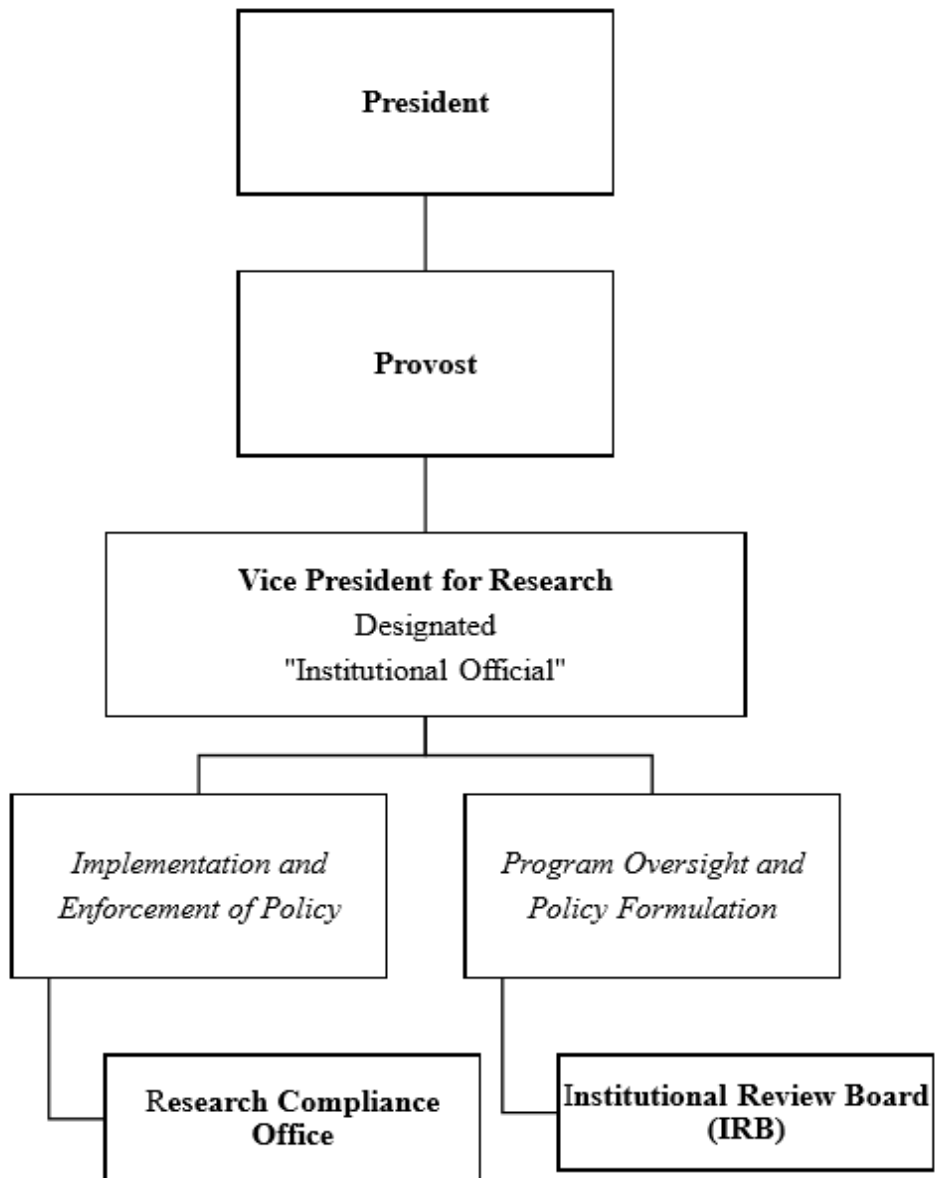 President
Provost
Vice President for Research
Designated
"Institutional Official"
Implementation and
Enforcement of Policy
Program Oversight and
Policy Formulation
Research Compliance
Office
Institutional Review Board
(IRB)